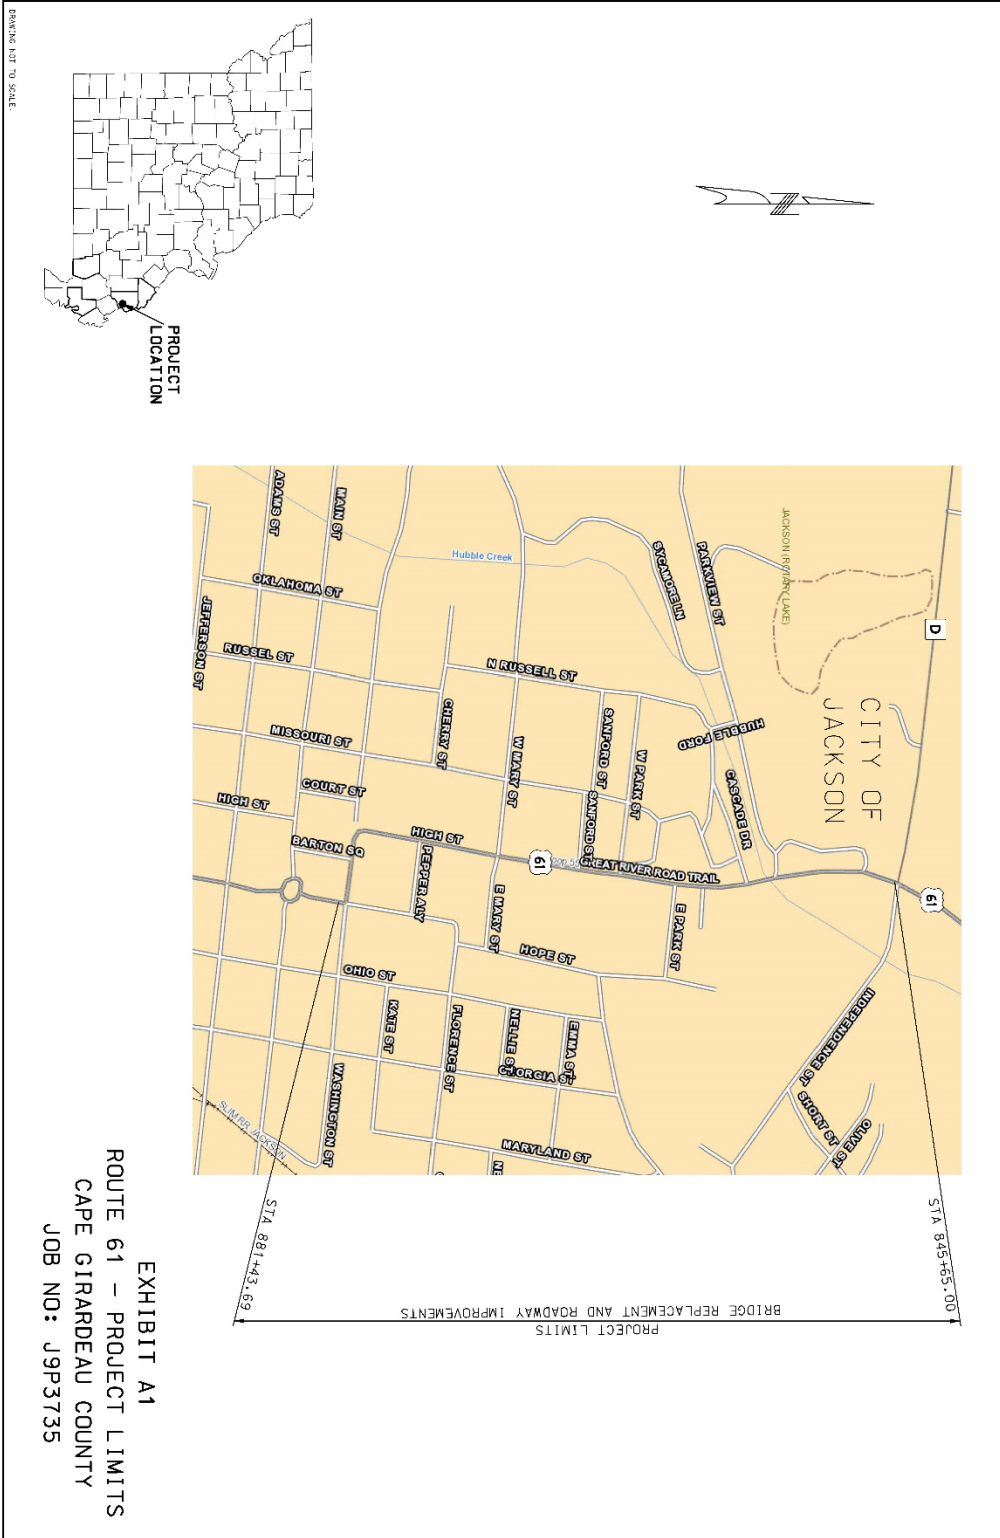 DRAWING NOT TO SCALE.
PROJECT
LOCATION
JACKSON (ROTARY LAKE)
D
CITY OF
JACKSON
ADAMS ST
MAIN ST
Hubble Creek
SYCAMORE LN
PARKVIEW ST
OKLAHOMA ST
JEFFERSON ST
RUSSEL ST
N RUSSELL ST
MISSOURI ST
CHERRY ST
W MARY ST
SANFORD ST
W PARK ST
HUBBLE FORD
CASCADE DR
COURT ST
HIGH ST
BARTON SQ
HIGH ST
PEPPER ALY
61
SANFORD ST
GREAT RIVER ROAD TRAIL
61
E MARY ST
HOPE ST
E PARK ST
OHIO ST
KATE ST
FLORENCE ST
NELLIE ST
EMMA ST
GEORGIA ST
INDEPENDENCE ST
SHORT ST
OLIVE ST
WASHINGTON ST
MARYLAND ST
SLIM RR JACKSON
STA 881+43.69
STA 845+65.00
PROJECT LIMITS
BRIDGE REPLACEMENT AND ROADWAY IMPROVEMENTS
EXHIBIT A1
ROUTE 61 - PROJECT LIMITS
CAPE GIRARDEAU COUNTY
JOB NO: J9P3735